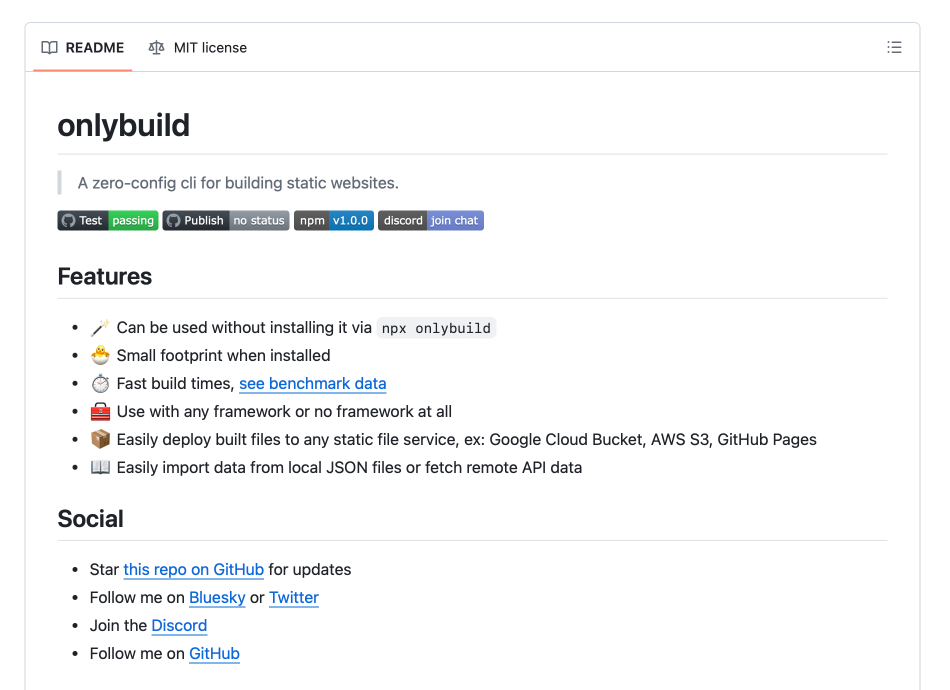 README MIT license
onlybuild
A zero-config cli for building static websites.
Test passing Publish no status npm v1.0.0 discord join chat
Features
• Can be used without installing it via npx onlybuild
• Small footprint when installed
• Fast build times, see benchmark data
• Use with any framework or no framework at all
• Easily deploy built files to any static file service, ex: Google Cloud Bucket, AWS S3, GitHub Pages
• Easily import data from local JSON files or fetch remote API data
Social
• Star this repo on GitHub for updates
• Follow me on Bluesky or Twitter
• Join the Discord
• Follow me on GitHub